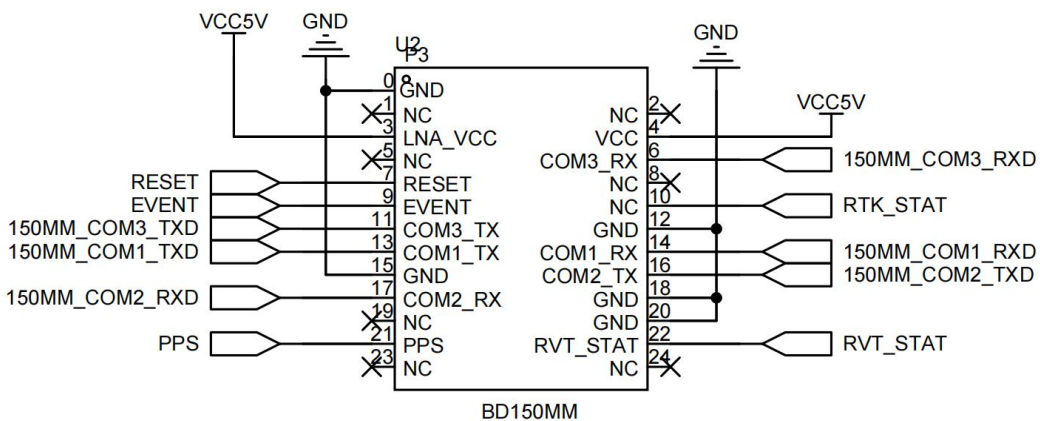 VCC5V GND
GND
U2
P3
0 GND
1 NC
NC 2
VCC5V
3 LNA_VCC
VCC 4
5 NC
COM3_RX 6 150MM_COM3_RXD
RESET 7 RESET
NC 8
EVENT 9 EVENT
NC 10 RTK_STAT
150MM_COM3_TXD 11 COM3_TX
GND 12
150MM_COM1_TXD 13 COM1_TX
COM1_RX 14 150MM_COM1_RXD
15 GND
COM2_TX 16 150MM_COM2_TXD
150MM_COM2_RXD 17 COM2_RX
GND 18
19 NC
GND 20
PPS 21 PPS
RVT_STAT 22 RVT_STAT
23 NC
NC 24
BD150MM